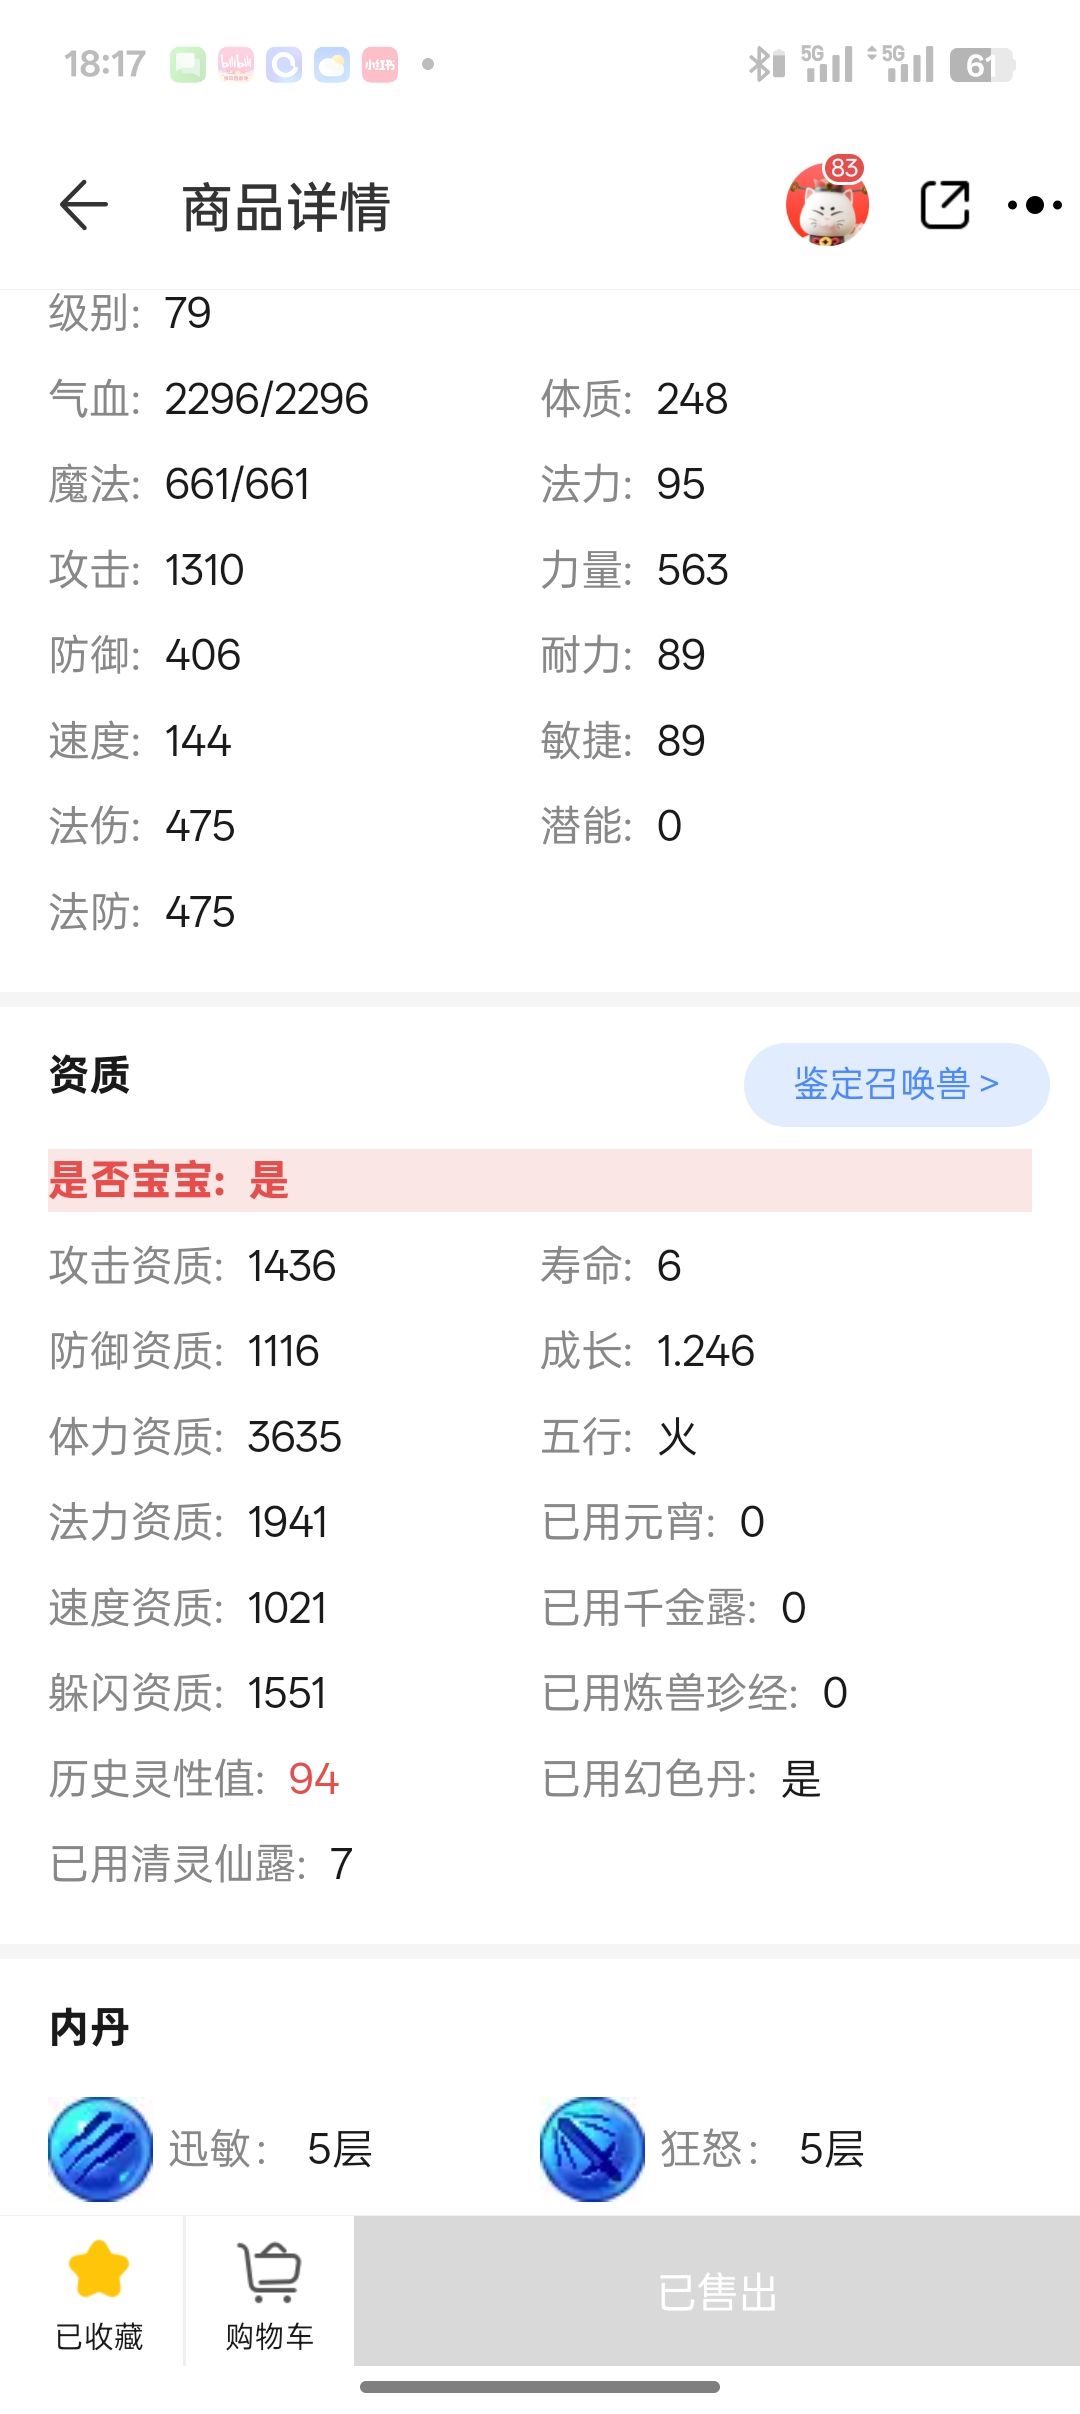 18:17
bilibili
小红书
5G
5G
61
商品详情
83
级别: 79
气血: 2296/2296 体质: 248
魔法: 661/661 法力: 95
攻击: 1310 力量: 563
防御: 406 耐力: 89
速度: 144 敏捷: 89
法伤: 475 潜能: 0
法防: 475
资质
鉴定召唤兽 >
是否宝宝: 是
攻击资质: 1436 寿命: 6
防御资质: 1116 成长: 1.246
体力资质: 3635 五行: 火
法力资质: 1941 已用元宵: 0
速度资质: 1021 已用千金露: 0
躲闪资质: 1551 已用炼兽珍经: 0
历史灵性值: 94 已用幻色丹: 是
已用清灵仙露: 7
内丹
迅敏: 5层 狂怒: 5层
已收藏 购物车 已售出